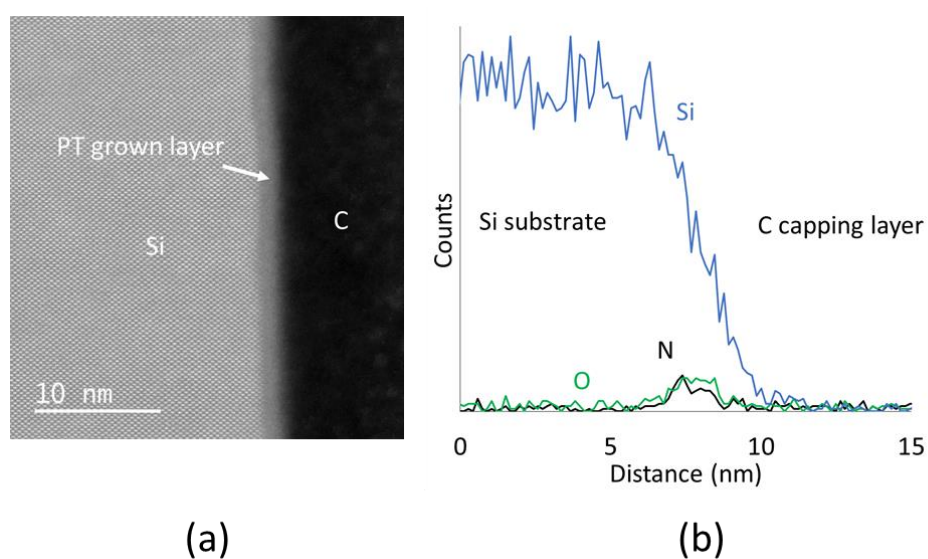 PT grown layer
Si
C
10 nm
(a)
Counts
Si
Si substrate
C capping layer
N
O
0 5 10 15
Distance (nm)
(b)